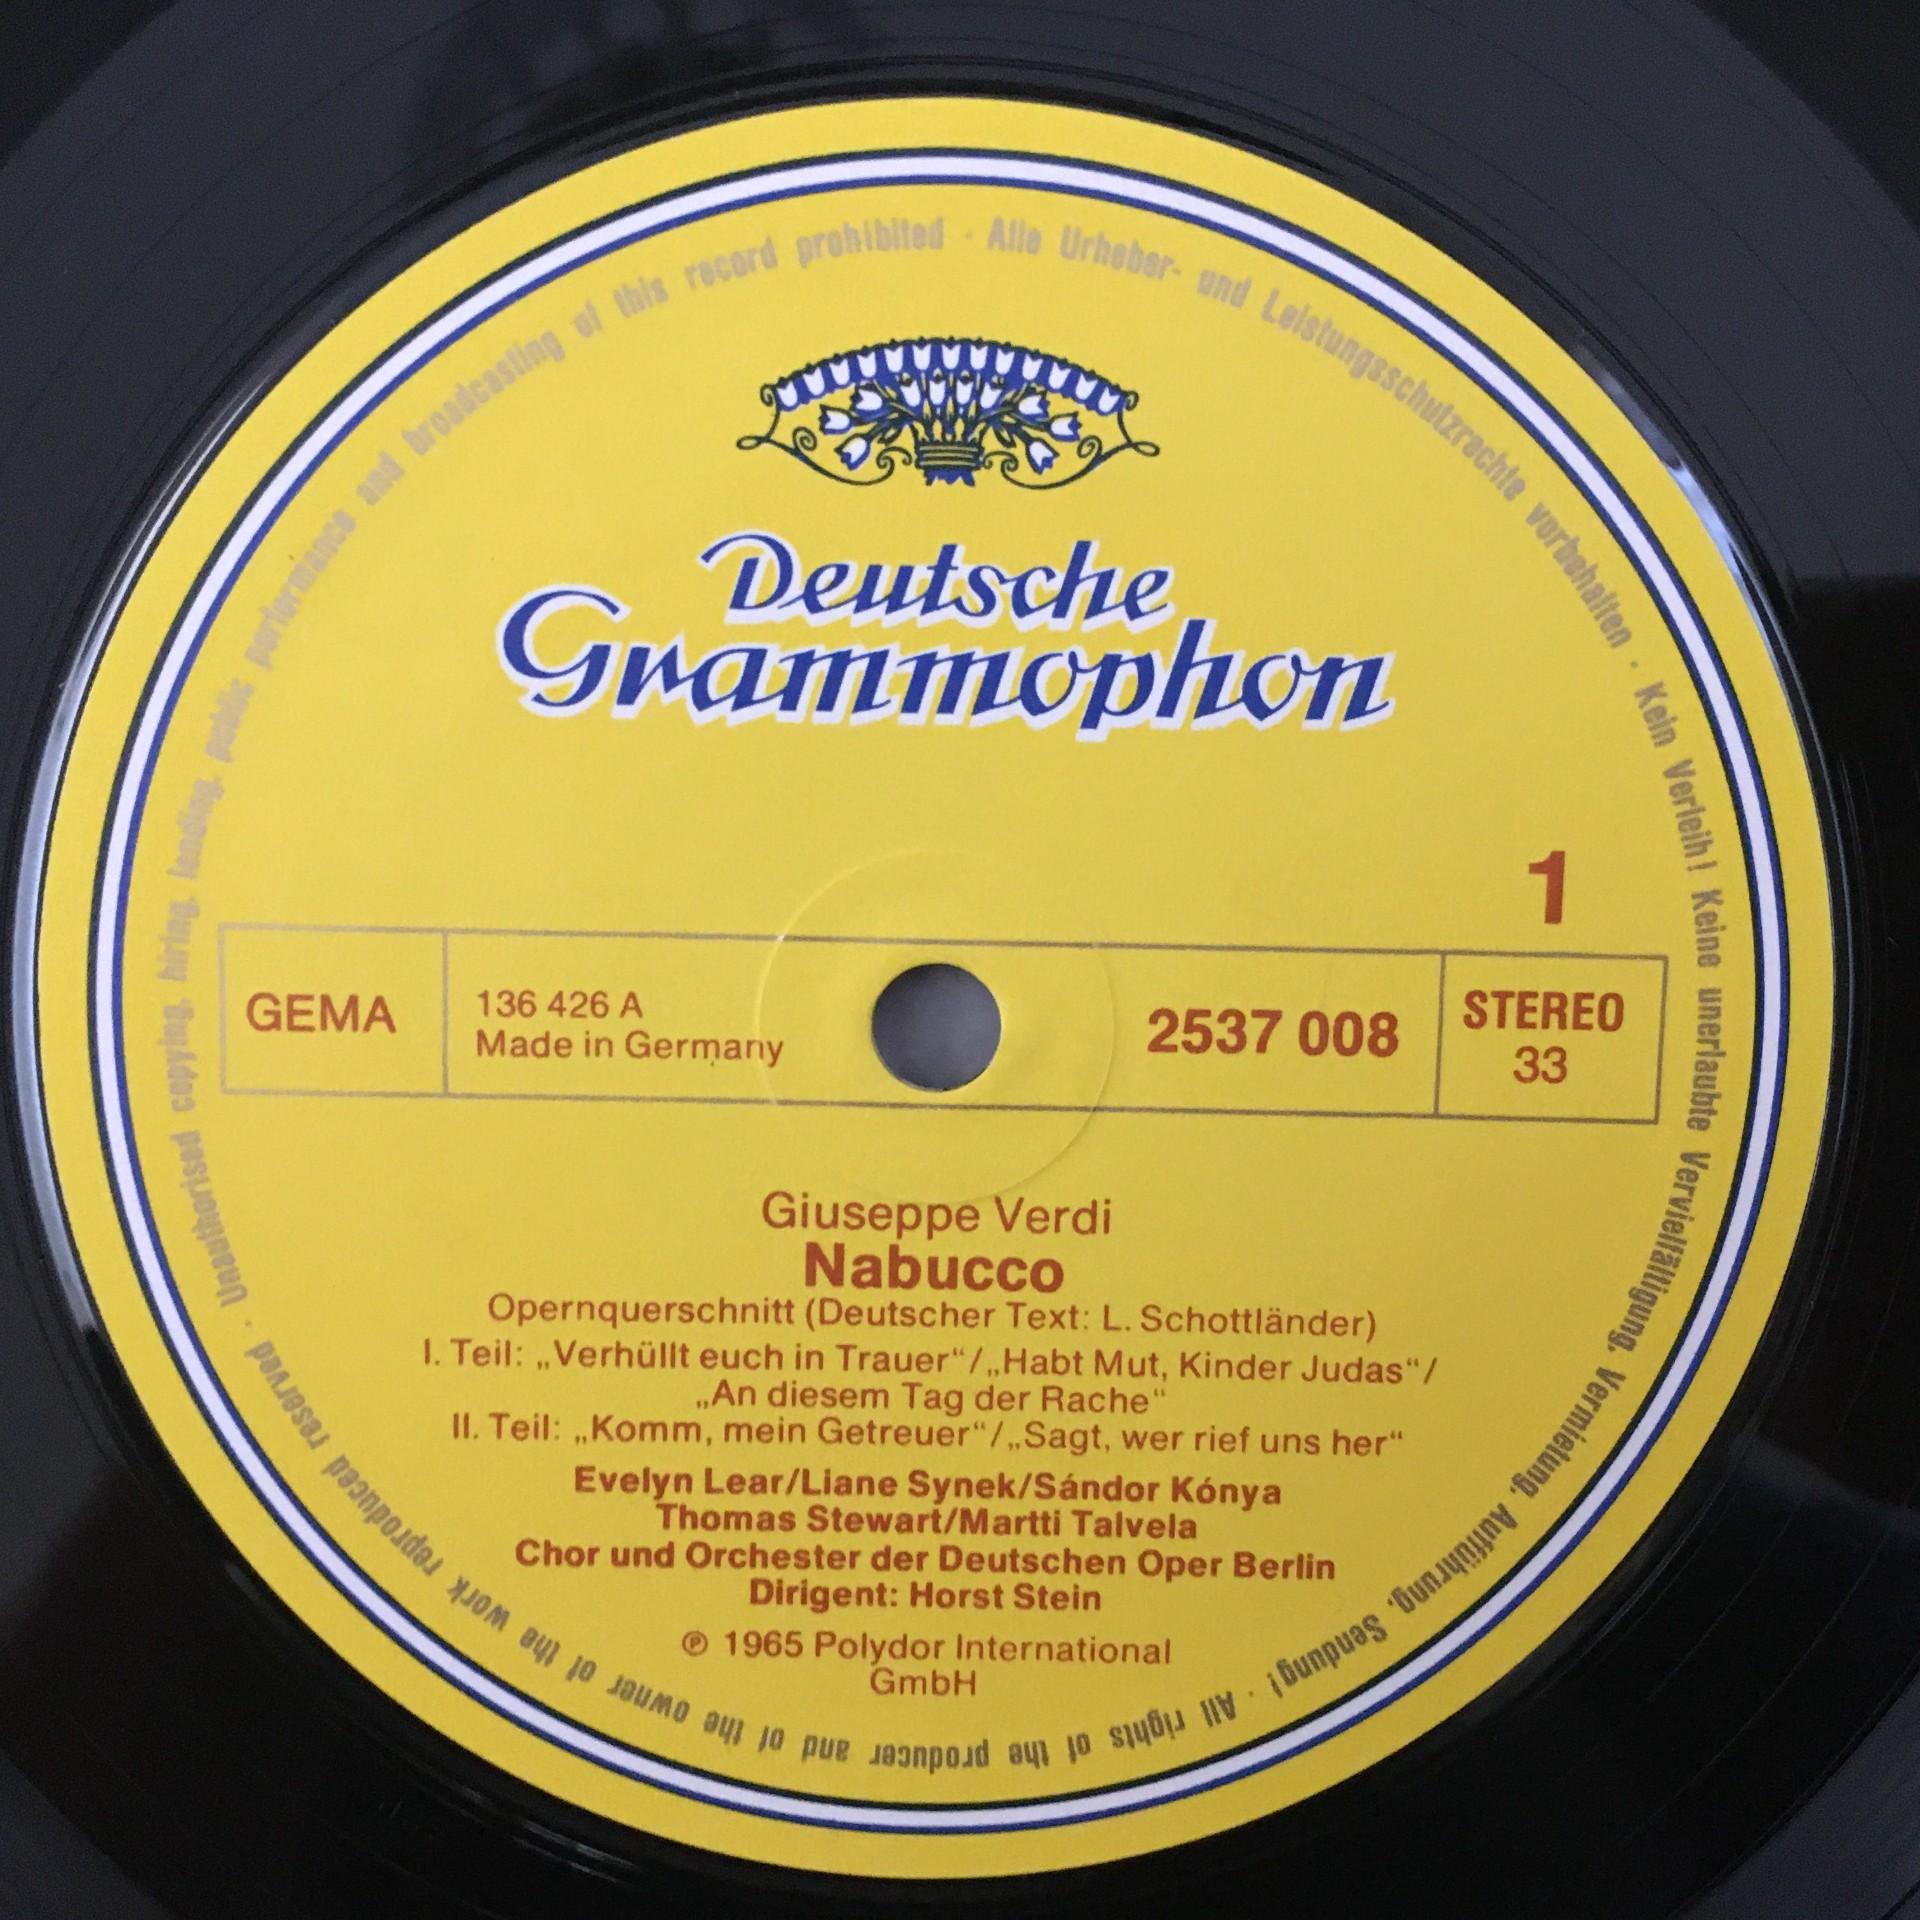 Deutsche
Grammophon
1
GEMA
136 426 A
Made in Germany
2537 008
STEREO
33
Giuseppe Verdi
Nabucco
Opernquerschnitt (Deutscher Text: L. Schottländer)
I. Teil: „Verhüllt euch in Trauer“/„Habt Mut, Kinder Judas“/
„An diesem Tag der Rache“
II. Teil: „Komm, mein Getreuer“/„Sagt, wer rief uns her“
Evelyn Lear/Liane Synek/Sándor Kónya
Thomas Stewart/Martti Talvela
Chor und Orchester der Deutschen Oper Berlin
Dirigent: Horst Stein
℗ 1965 Polydor International
GmbH
Alle Urheber- und Leistungsschutzrechte vorbehalten · Kein Verleih! Keine unerlaubte Vervielfältigung, Vermietung, Aufführung, Sendung! · All rights of the producer and of the owner of the work reproduced reserved · Unauthorised copying, hiring, lending, public performance and broadcasting of this record prohibited ·